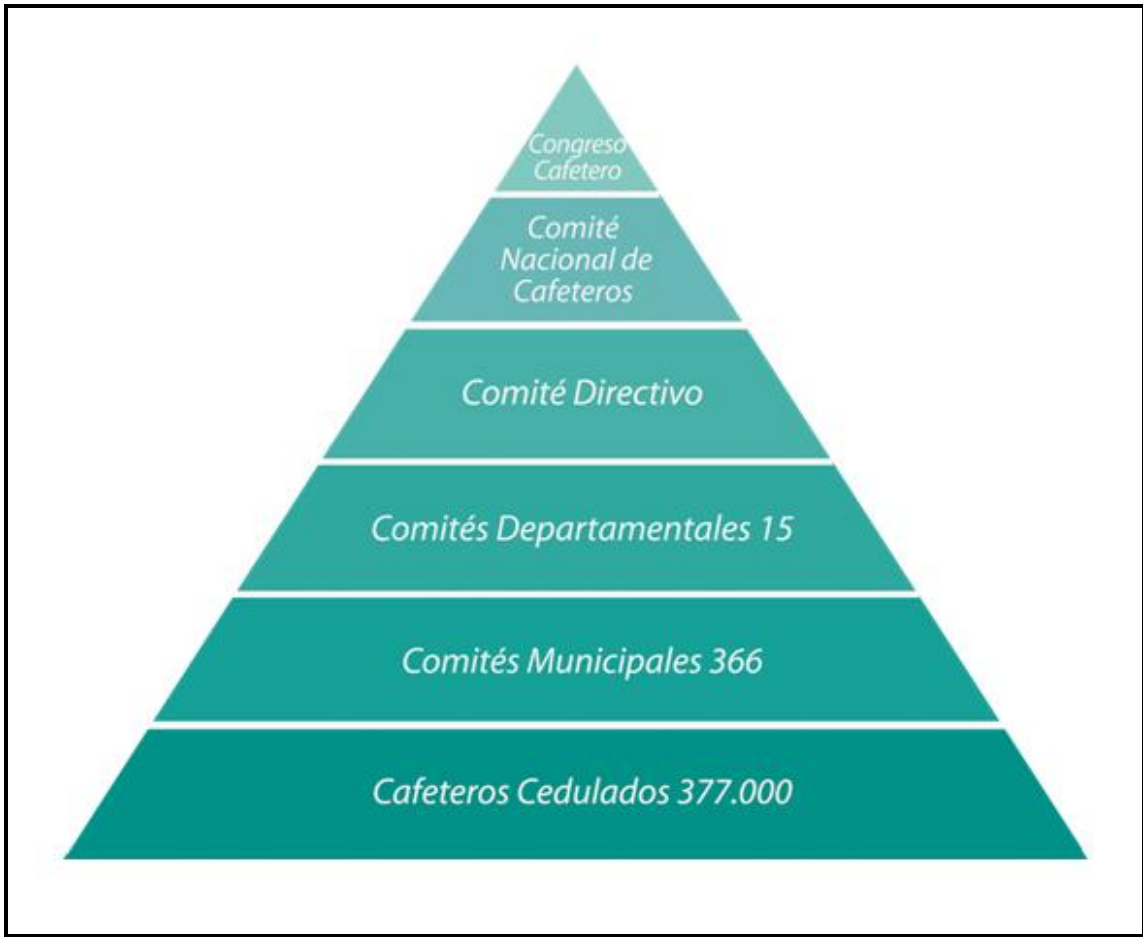 Congreso
Cafetero
Comité
Nacional de
Cafeteros
Comité Directivo
Comités Departamentales 15
Comités Municipales 366
Cafeteros Cedulados 377.000